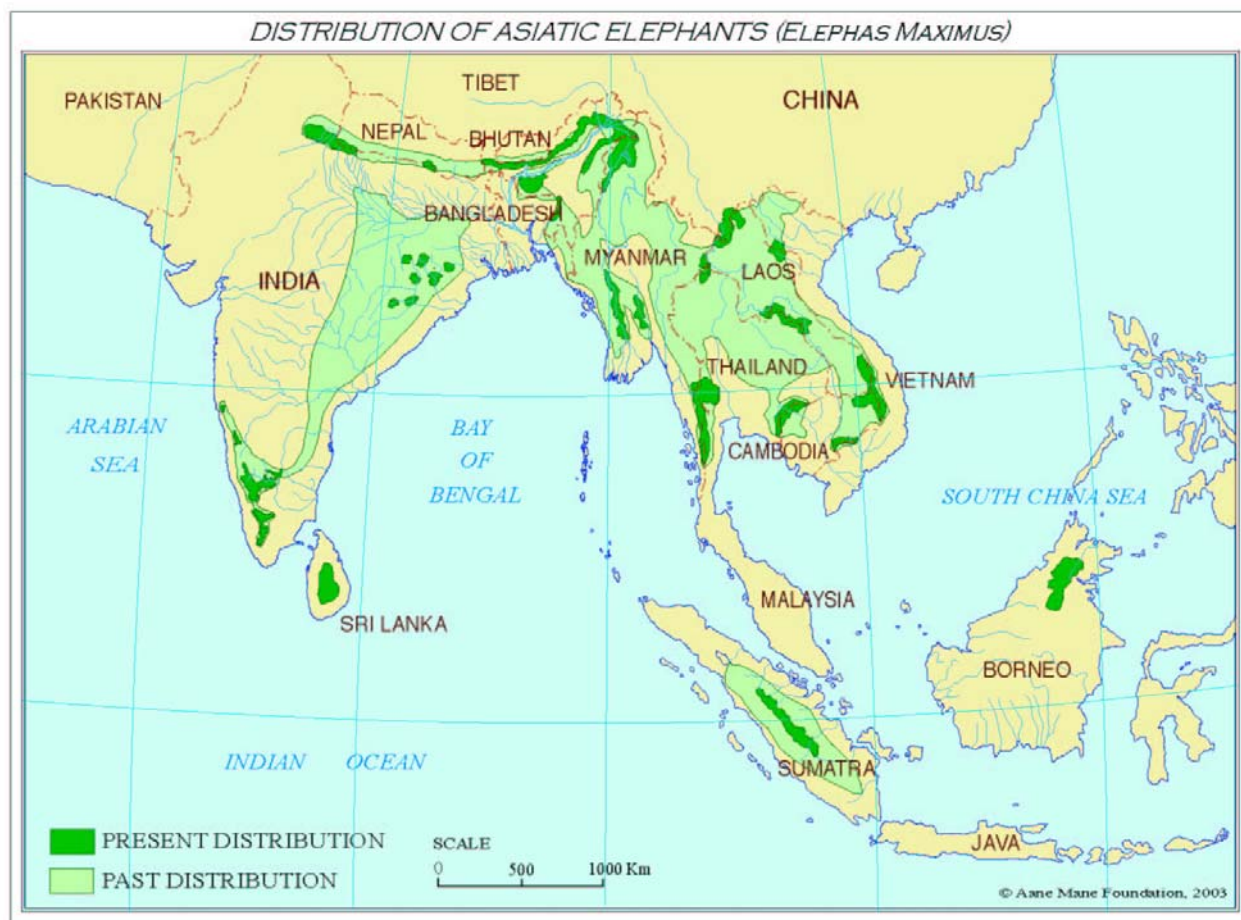 DISTRIBUTION OF ASIATIC ELEPHANTS (ELEPHAS MAXIMUS)
TIBET
PAKISTAN
CHINA
NEPAL
BHUTAN
BANGLADESH
MYANMAR
INDIA
LAOS
THAILAND
VIETNAM
ARABIAN
SEA
BAY
OF
BENGAL
CAMBODIA
SOUTH CHINA SEA
MALAYSIA
SRI LANKA
BORNEO
INDIAN OCEAN
SUMATRA
PRESENT DISTRIBUTION
PAST DISTRIBUTION
SCALE
0 500 1000 Km
JAVA
© Aane Mane Foundation, 2003